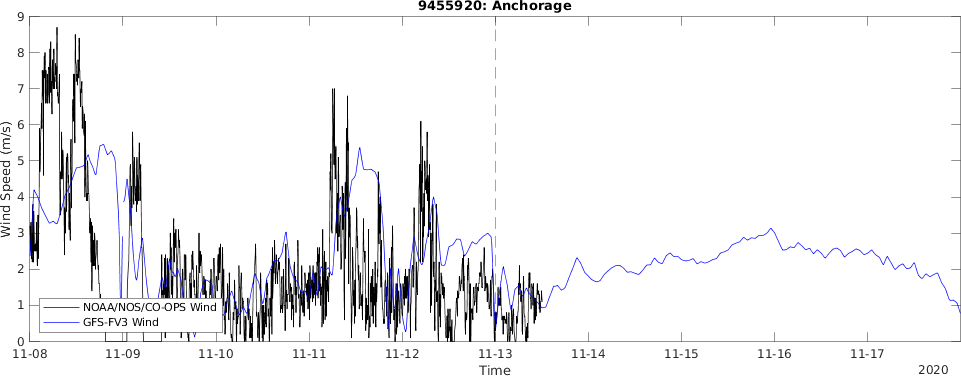 9455920: Anchorage
Wind Speed (m/s)
9
8
7
6
5
4
3
2
1
0
NOAA/NOS/CO-OPS Wind
GFS-FV3 Wind
11-08 11-09 11-10 11-11 11-12 11-13 11-14 11-15 11-16 11-17
Time
2020